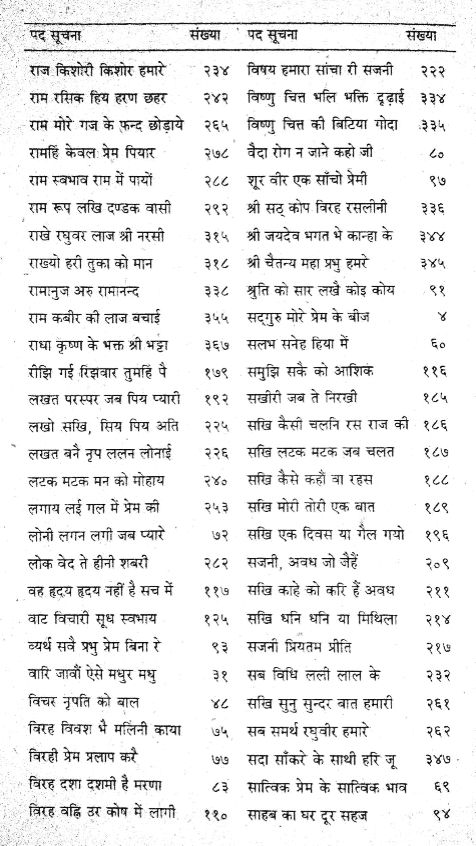 पद सूचना संख्या पद सूचना संख्या
राज किशोरी किशोर हमारे २३४ विषय हमारा सांचा री सजनी २२२
राम रसिक हिय हरण छहर २४२ विष्णु चित्त भलि भक्ति दृढ़ाई ३३४
राम मोरे गज के फ़न्द छोड़ाये २६५ विष्णु चित्त की बिटिया गोदा ३३५
रामहिं केवल प्रेम पियार २७८ वैदा रोग न जाने कहो जी ८०
राम स्वभाव राम में पायों २८८ शूर वीर एक साँचो प्रेमी ९७
राम रूप लखि दण्डक वासी २९२ श्री सठ् कोप विरह रसलीनी ३३६
राखे रघुवर लाज श्री नरसी ३१५ श्री जयदेव भगत भे कान्हा के ३४४
राख्यो हरी तुका को मान ३१८ श्री चैतन्य महा प्रभु हमरे ३४५
रामानुज अरु रामानन्द ३३८ श्रुति को सार लखै कोइ कोय ९१
राम कबीर की लाज बचाई ३५५ सद्गुरु मोरे प्रेम के बीज ४
राधा कृष्ण के भक्त श्री भट्टा ३६७ सलभ सनेह हिया में ६०
रीझि गई रिझवार तुमहिं पै १७९ समुझि सकै को आशिक ११६
लखत परस्पर जब पिय प्यारी १९२ सखीरी जब ते निरखी १८५
लखो सखि, सिय पिय अति २२५ सखि कैसी चलनि रस राज की १८६
लखत बनै नृप ललन लोनाई २२६ सखि लटक मटक जब चलत १८७
लटक मटक मन को मोहाय २४० सखि कैसे कहौं वा रहस १८८
लगाय लई गल में प्रेम की २५३ सखि मोरी तोरी एक बात १८९
लोनी लगन लगी जब प्यारे ७२ सखि एक दिवस या गैल गयो १९६
लोक वेद ते हीनी शबरी २८२ सजनी, अवध जो जैहैं २०९
वह हृदय हृदय नहीं है सच में ११७ सखि काहे को करि हैं अवध २११
वाट विचारी सूध स्वभाय १२५ सखि धनि धनि या मिथिला २१४
व्यर्थ सवै प्रभु प्रेम बिना रे ९३ सजनी प्रियतम प्रीति २१७
वारि जावौं ऐसे मधुर मधु ३१ सब विधि लली लाल के २३२
विचर नृपति को बाल ४८ सखि सुनु सुन्दर बात हमारी २६१
विरह विवश भै मलिनी काया ७५ सब समर्थ रघुवीर हमारे २६२
विरही प्रेम प्रलाप करै ७७ सदा साँकरे के साथी हरि जू ३४७
विरह दशा दशमी है मरणा ८३ सात्विक प्रेम के सात्विक भाव ६९
विरह वह्नि उर कोष में लागी ११० साहब का घर दूर सहज ९४